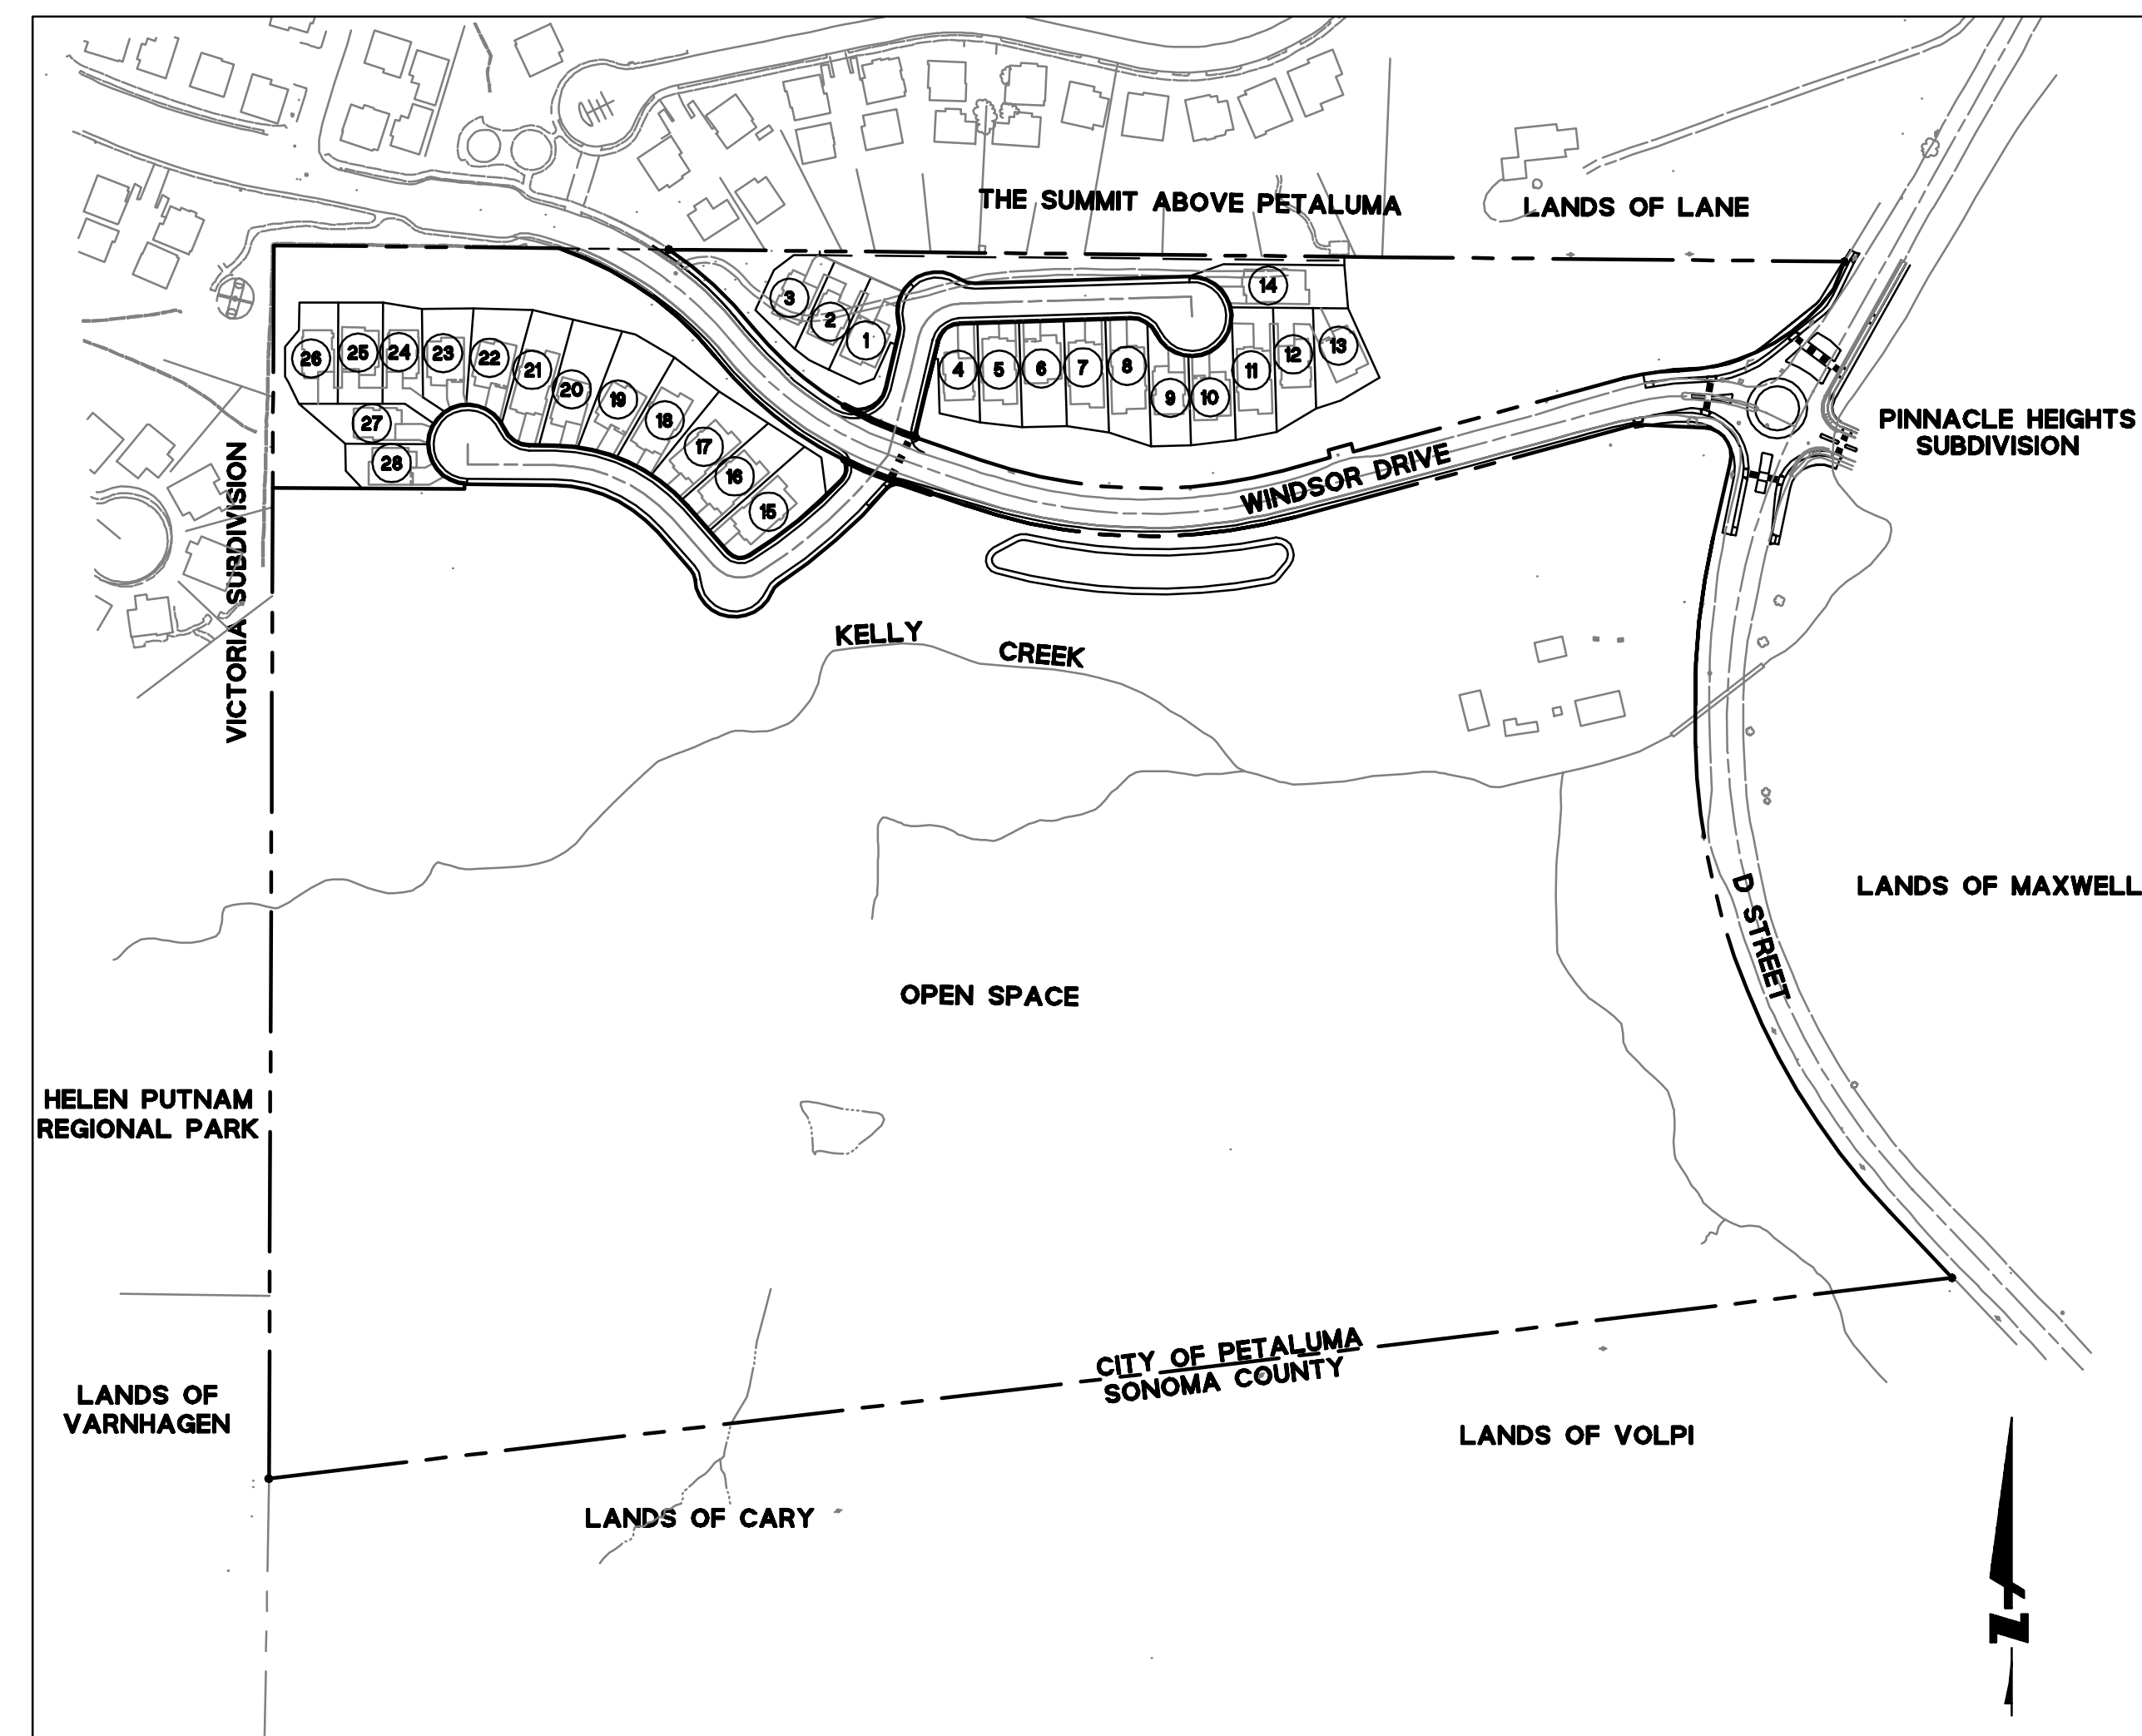 THE SUMMIT ABOVE PETALUMA
LANDS OF LANE
14
3
2
1
13
12
11
10
9
8
7
6
5
4
26
25
24
23
22
21
20
19
18
17
16
15
27
28
PINNACLE HEIGHTS
SUBDIVISION
WINDSOR DRIVE
VICTORIA SUBDIVISION
KELLY
CREEK
LANDS OF MAXWELL
D STREET
OPEN SPACE
HELEN PUTNAM
REGIONAL PARK
CITY OF PETALUMA
SONOMA COUNTY
LANDS OF
VARNHAGEN
LANDS OF VOLPI
LANDS OF CARY
Z